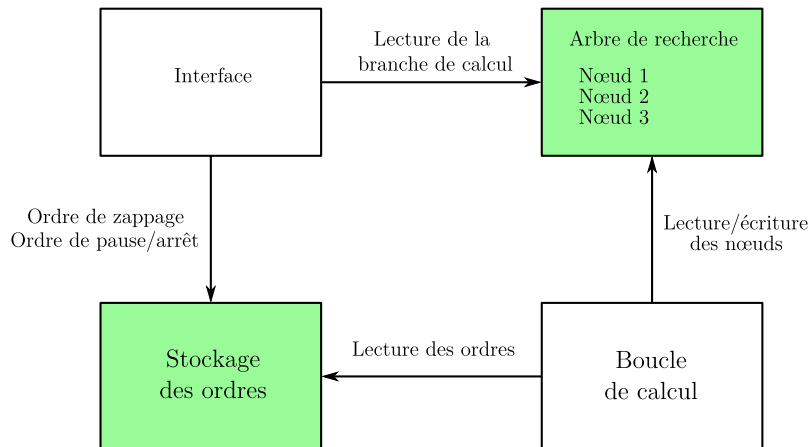 Interface
Lecture de la
branche de calcul
Arbre de recherche
Nœud 1
Nœud 2
Nœud 3
Ordre de zappage
Ordre de pause/arrêt
Lecture/écriture
des nœuds
Stockage
des ordres
Lecture des ordres
Boucle
de calcul